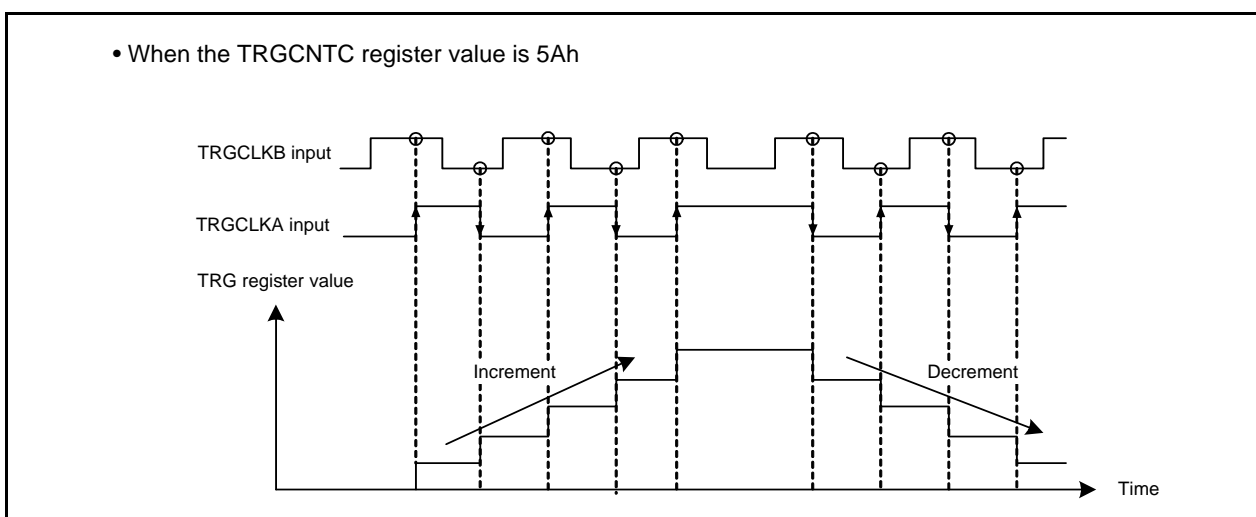 • When the TRGCNTC register value is 5Ah
TRGCLKB input
TRGCLKA input
TRG register value
Increment
Decrement
Time